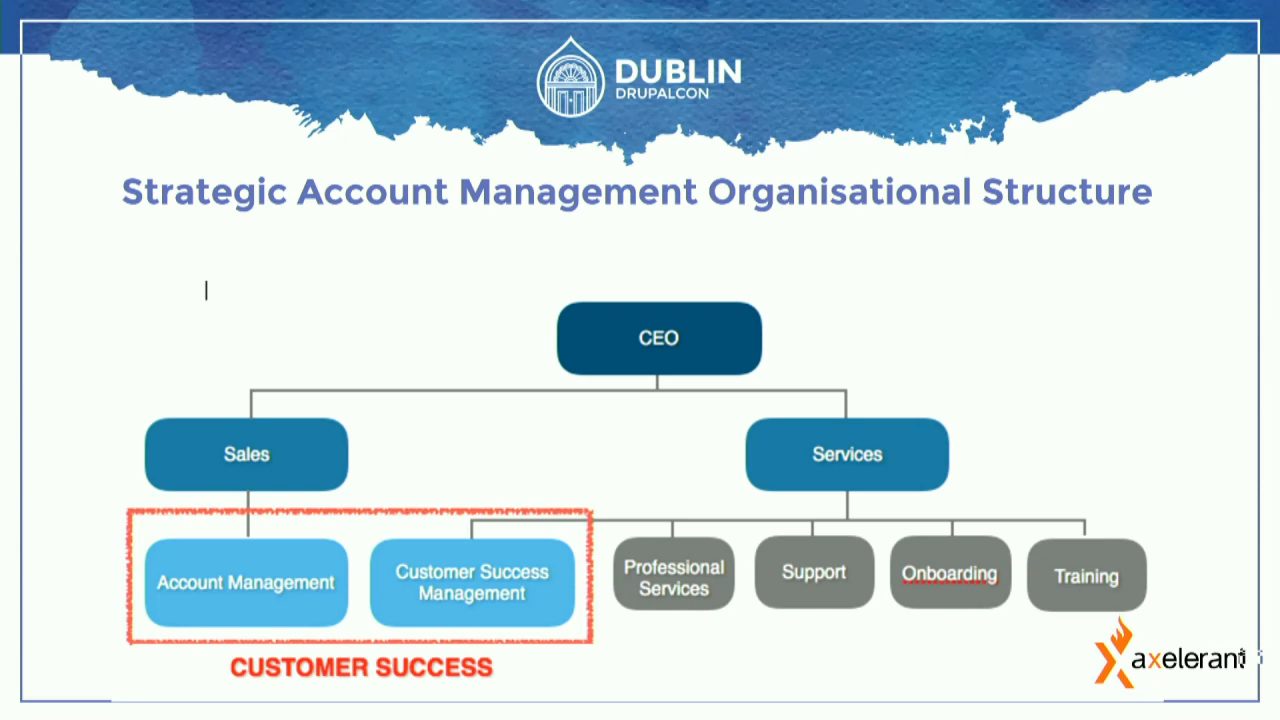 DUBLIN
DRUPALCON
Strategic Account Management Organisational Structure
CEO
Sales
Services
Account Management
Customer Success
Management
Professional
Services
Support
Onboarding
Training
CUSTOMER SUCCESS
axelerant